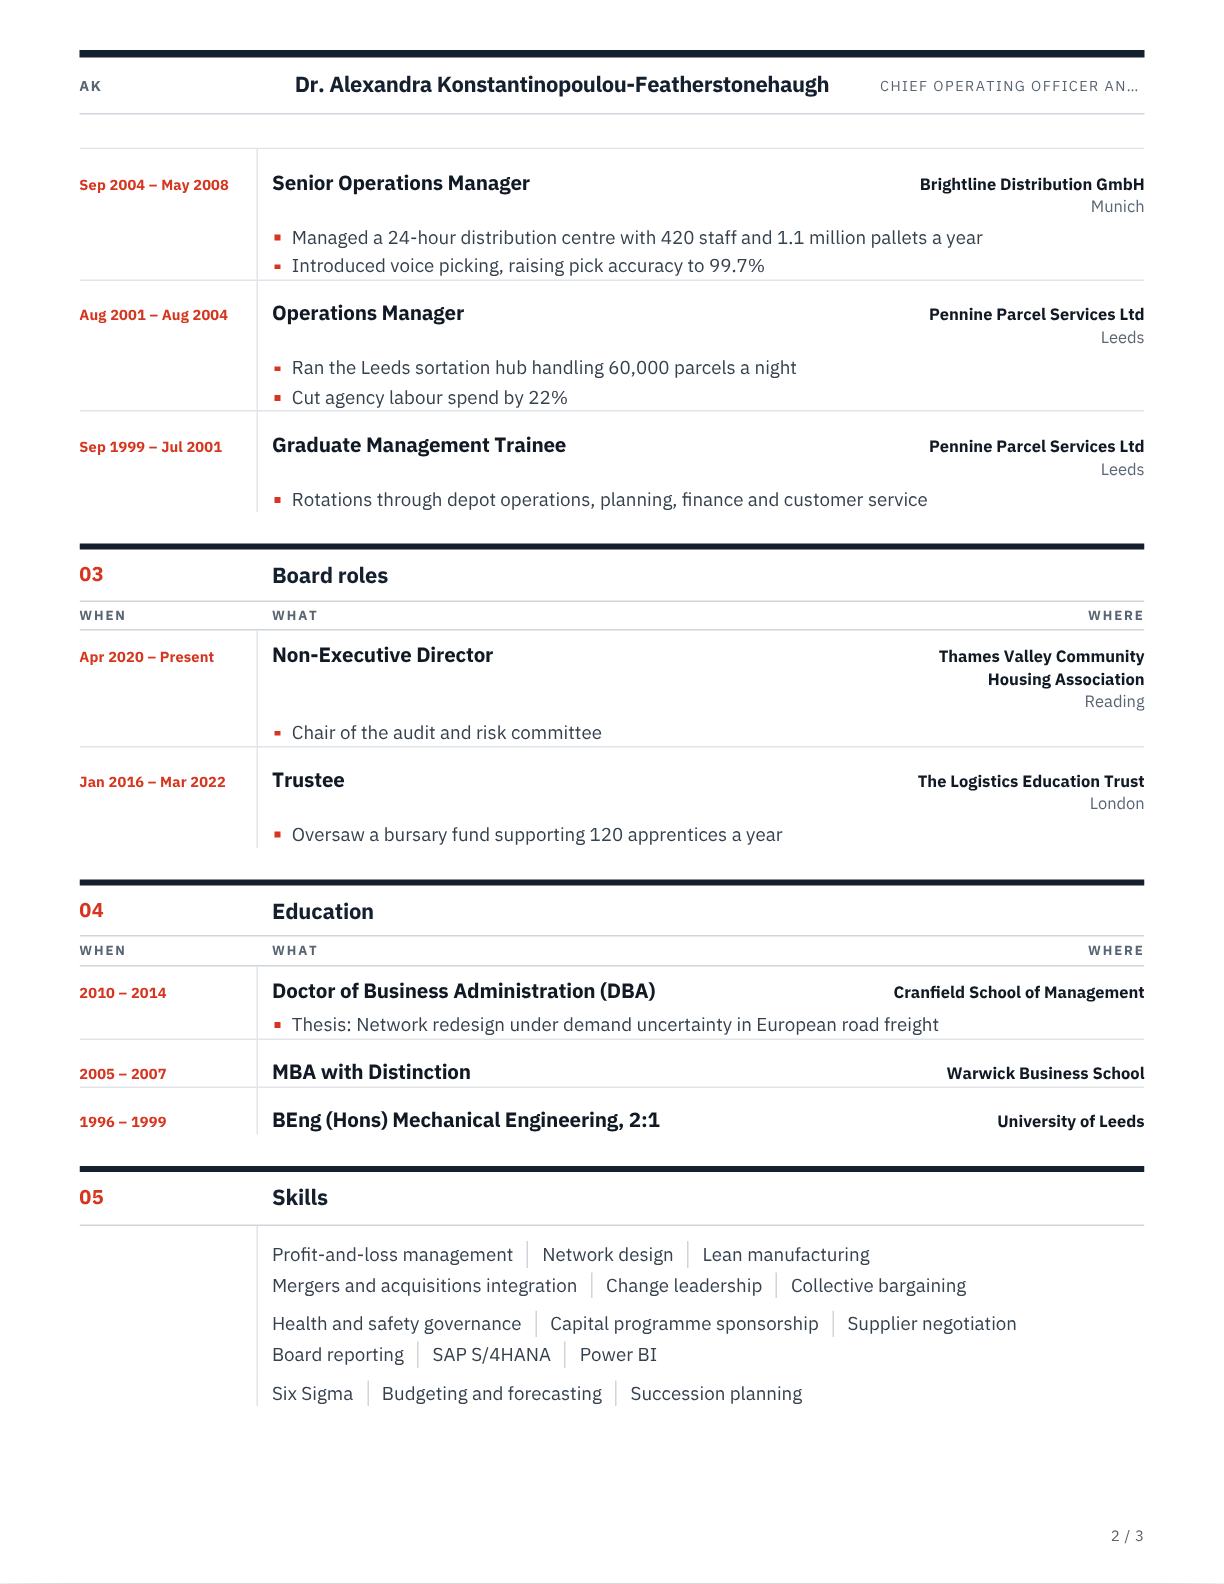 AK Dr. Alexandra Konstantinopoulou-Featherstonehaugh CHIEF OPERATING OFFICER AN…
Sep 2004 – May 2008 Senior Operations Manager Brightline Distribution GmbH
Munich
Managed a 24-hour distribution centre with 420 staff and 1.1 million pallets a year
Introduced voice picking, raising pick accuracy to 99.7%
Aug 2001 – Aug 2004 Operations Manager Pennine Parcel Services Ltd
Leeds
Ran the Leeds sortation hub handling 60,000 parcels a night
Cut agency labour spend by 22%
Sep 1999 – Jul 2001 Graduate Management Trainee Pennine Parcel Services Ltd
Leeds
Rotations through depot operations, planning, finance and customer service
03 Board roles
WHEN WHAT WHERE
Apr 2020 – Present Non-Executive Director Thames Valley Community
Housing Association
Reading
Chair of the audit and risk committee
Jan 2016 – Mar 2022 Trustee The Logistics Education Trust
London
Oversaw a bursary fund supporting 120 apprentices a year
04 Education
WHEN WHAT WHERE
2010 – 2014 Doctor of Business Administration (DBA) Cranfield School of Management
Thesis: Network redesign under demand uncertainty in European road freight
2005 – 2007 MBA with Distinction Warwick Business School
1996 – 1999 BEng (Hons) Mechanical Engineering, 2:1 University of Leeds
05 Skills
Profit-and-loss management Network design Lean manufacturing
Mergers and acquisitions integration Change leadership Collective bargaining
Health and safety governance Capital programme sponsorship Supplier negotiation
Board reporting SAP S/4HANA Power BI
Six Sigma Budgeting and forecasting Succession planning
2 / 3